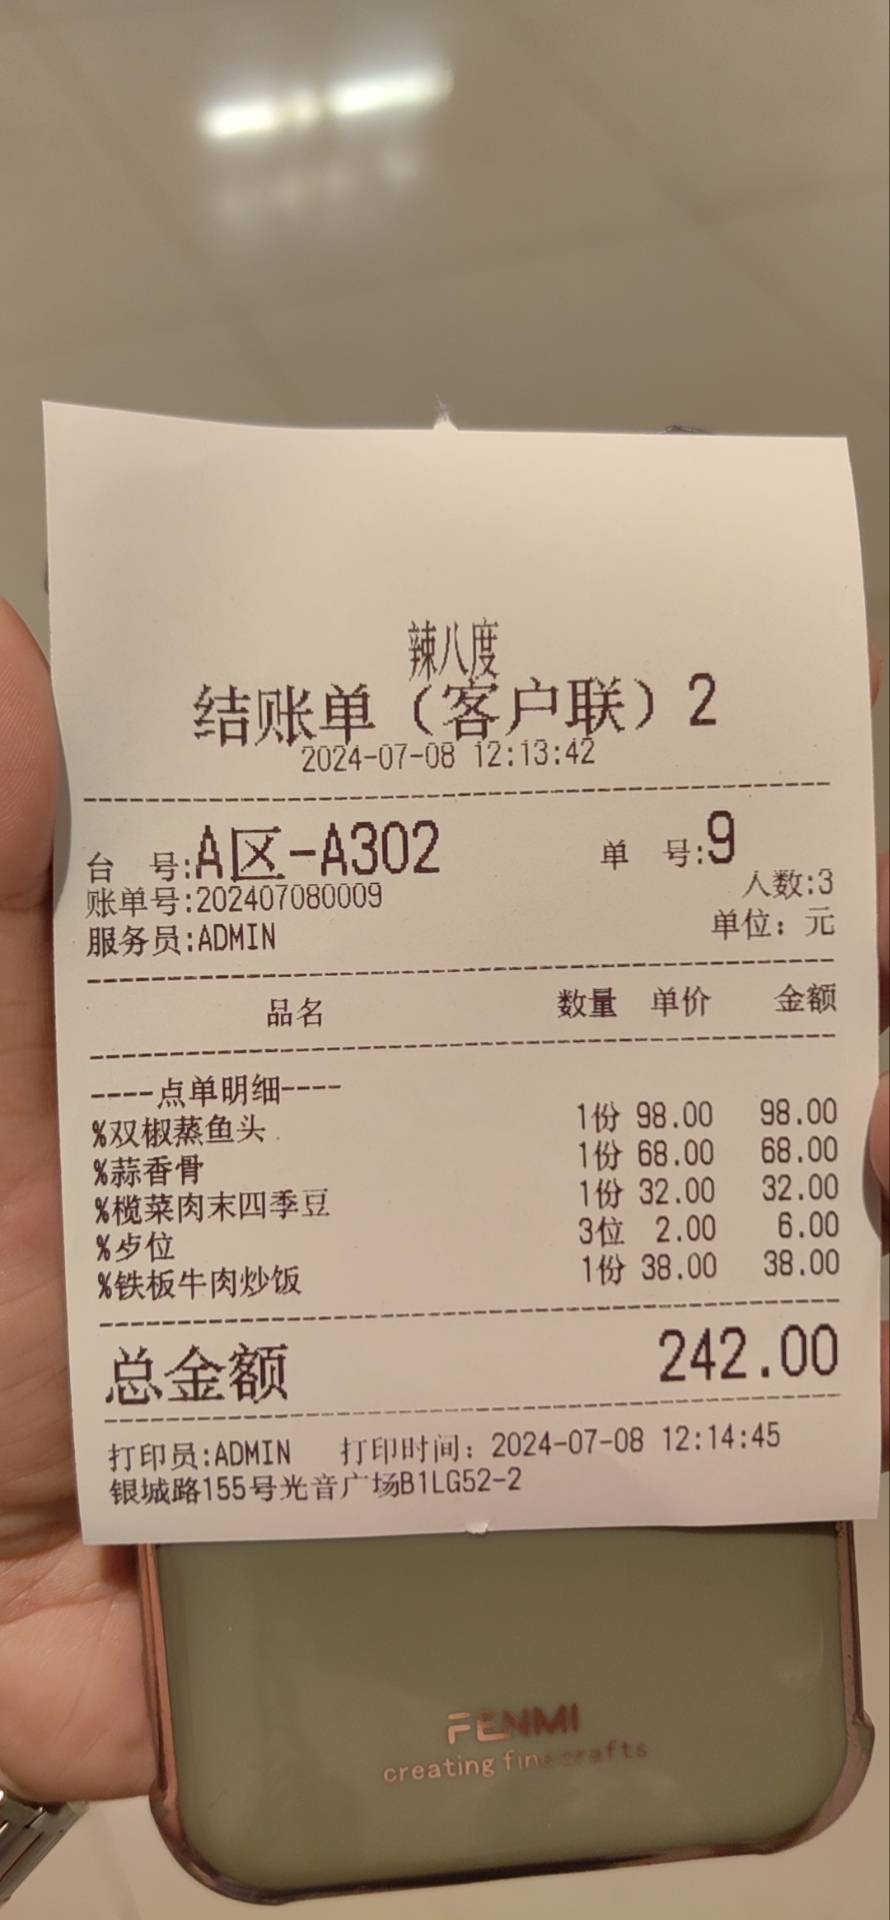 辣八度
结账单（客户联）2
2024-07-08 12:13:42
台 号:A区-A302 单 号:9
账单号:202407080009 人数:3
服务员:ADMIN 单位：元
品名 数量 单价 金额
----点单明细----
%双椒蒸鱼头 1份 98.00 98.00
%蒜香骨 1份 68.00 68.00
%榄菜肉末四季豆 1份 32.00 32.00
%歺位 3位 2.00 6.00
%铁板牛肉炒饭 1份 38.00 38.00
总金额 242.00
打印员:ADMIN 打印时间：2024-07-08 12:14:45
银城路155号光音广场B1LG52-2
FENMI
creating fine crafts